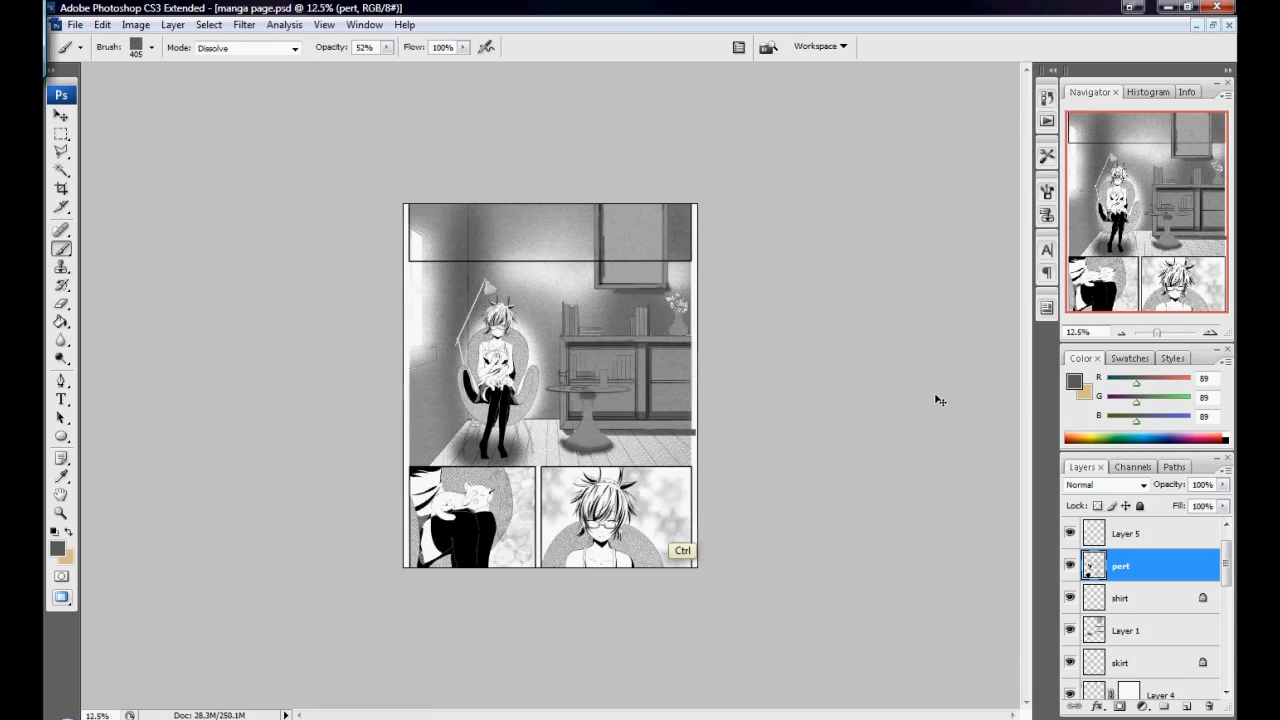 Adobe Photoshop CS3 Extended - [manga page.psd @ 12.5% (pert, RGB/8#)]
File Edit Image Layer Select Filter Analysis View Window Help
Brush: 405 Mode: Dissolve Opacity: 52% Flow: 100% Workspace
Ps
Navigator Histogram Info
12.5%
Color Swatches Styles
R 89
G 89
B 89
Layers Channels Paths
Normal Opacity: 100%
Lock: Fill: 100%
Layer 5
Ctrl
pert
shirt
Layer 1
skirt
Layer 4
12.5% Doc: 28.3M/250.1M